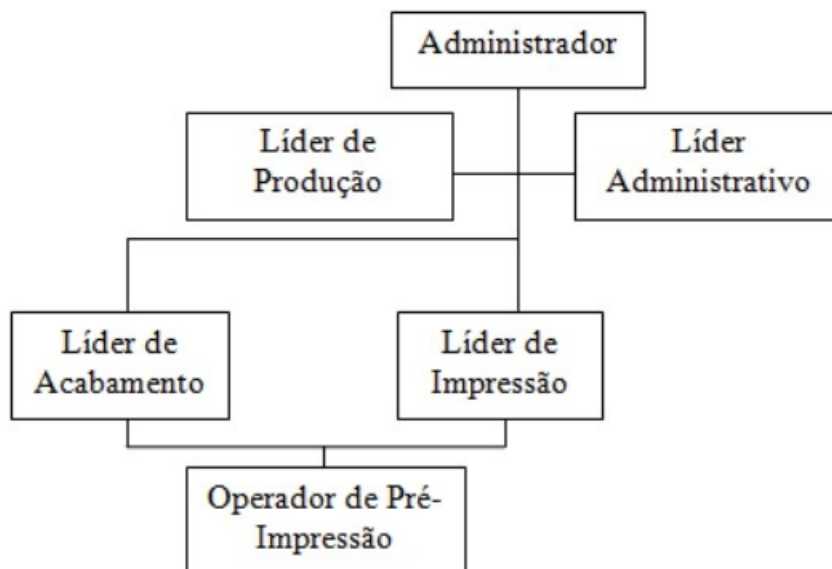 Administrador
Líder de
Produção
Líder
Administrativo
Líder de
Acabamento
Líder de
Impressão
Operador de Pré-
Impressão